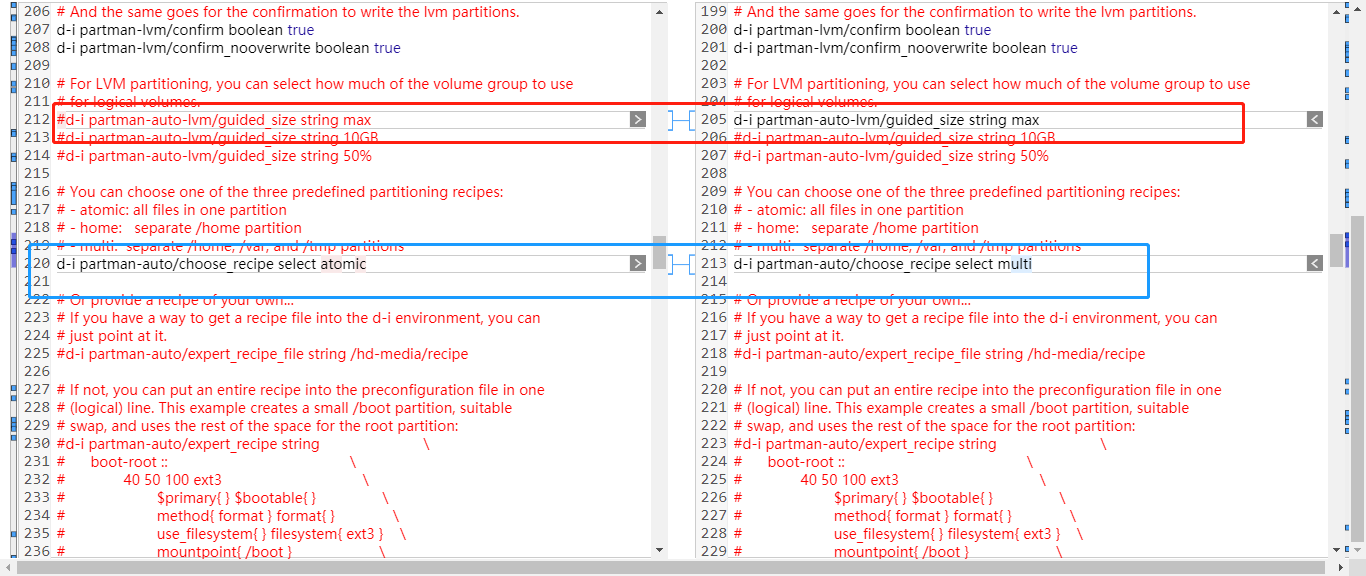 206 # And the same goes for the confirmation to write the lvm partitions.
207 d-i partman-lvm/confirm boolean true
208 d-i partman-lvm/confirm_nooverwrite boolean true
209
210 # For LVM partitioning, you can select how much of the volume group to use
211 # for logical volumes.
212 #d-i partman-auto-lvm/guided_size string max
213 #d-i partman-auto-lvm/guided_size string 10GB
214 #d-i partman-auto-lvm/guided_size string 50%
215
216 # You can choose one of the three predefined partitioning recipes:
217 # - atomic: all files in one partition
218 # - home:   separate /home partition
219 # - multi:  separate /home, /var, and /tmp partitions
220 d-i partman-auto/choose_recipe select atomic
221
222 # Or provide a recipe of your own...
223 # If you have a way to get a recipe file into the d-i environment, you can
224 # just point at it.
225 #d-i partman-auto/expert_recipe_file string /hd-media/recipe
226
227 # If not, you can put an entire recipe into the preconfiguration file in one
228 # (logical) line. This example creates a small /boot partition, suitable
229 # swap, and uses the rest of the space for the root partition:
230 #d-i partman-auto/expert_recipe string \
231 # boot-root :: \
232 # 40 50 100 ext3 \
233 # $primary{ } $bootable{ } \
234 # method{ format } format{ } \
235 # use_filesystem{ } filesystem{ ext3 } \
236 # mountpoint{ /boot } \
199 # And the same goes for the confirmation to write the lvm partitions.
200 d-i partman-lvm/confirm boolean true
201 d-i partman-lvm/confirm_nooverwrite boolean true
202
203 # For LVM partitioning, you can select how much of the volume group to use
204 # for logical volumes.
205 d-i partman-auto-lvm/guided_size string max
206 #d-i partman-auto-lvm/guided_size string 10GB
207 #d-i partman-auto-lvm/guided_size string 50%
208
209 # You can choose one of the three predefined partitioning recipes:
210 # - atomic: all files in one partition
211 # - home:   separate /home partition
212 # - multi:  separate /home, /var, and /tmp partitions
213 d-i partman-auto/choose_recipe select multi
214
215 # Or provide a recipe of your own...
216 # If you have a way to get a recipe file into the d-i environment, you can
217 # just point at it.
218 #d-i partman-auto/expert_recipe_file string /hd-media/recipe
219
220 # If not, you can put an entire recipe into the preconfiguration file in one
221 # (logical) line. This example creates a small /boot partition, suitable
222 # swap, and uses the rest of the space for the root partition:
223 #d-i partman-auto/expert_recipe string \
224 # boot-root :: \
225 # 40 50 100 ext3 \
226 # $primary{ } $bootable{ } \
227 # method{ format } format{ } \
228 # use_filesystem{ } filesystem{ ext3 } \
229 # mountpoint{ /boot } \